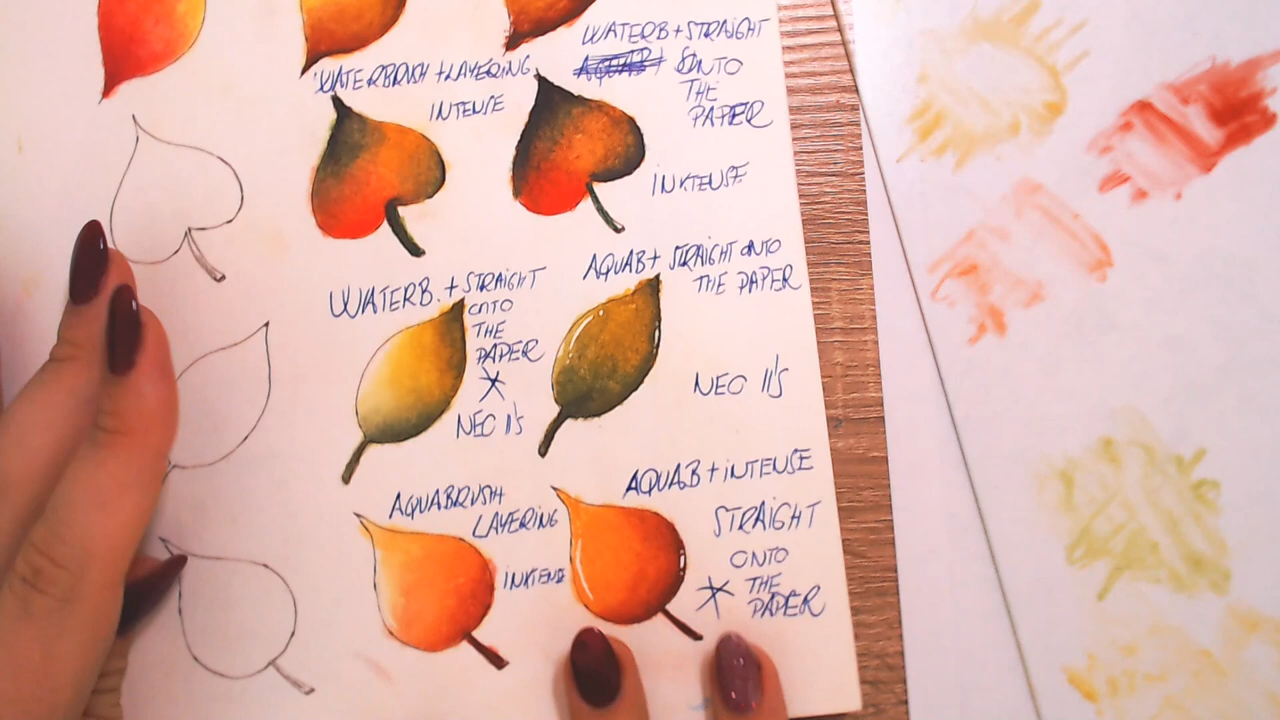 WATERB + STRAIGHT
ONTO
THE
PAPER
WATERBRUSH + LAYERING
INTENSE
INKTENSE
AQUAB + STRAIGHT ONTO
THE PAPER
WATERB. + STRAIGHT
ONTO
THE
PAPER
NEO II'S
NEO II'S
AQUAB + INTENSE
STRAIGHT
ONTO
THE
PAPER
AQUABRUSH
LAYERING
INKTENSE